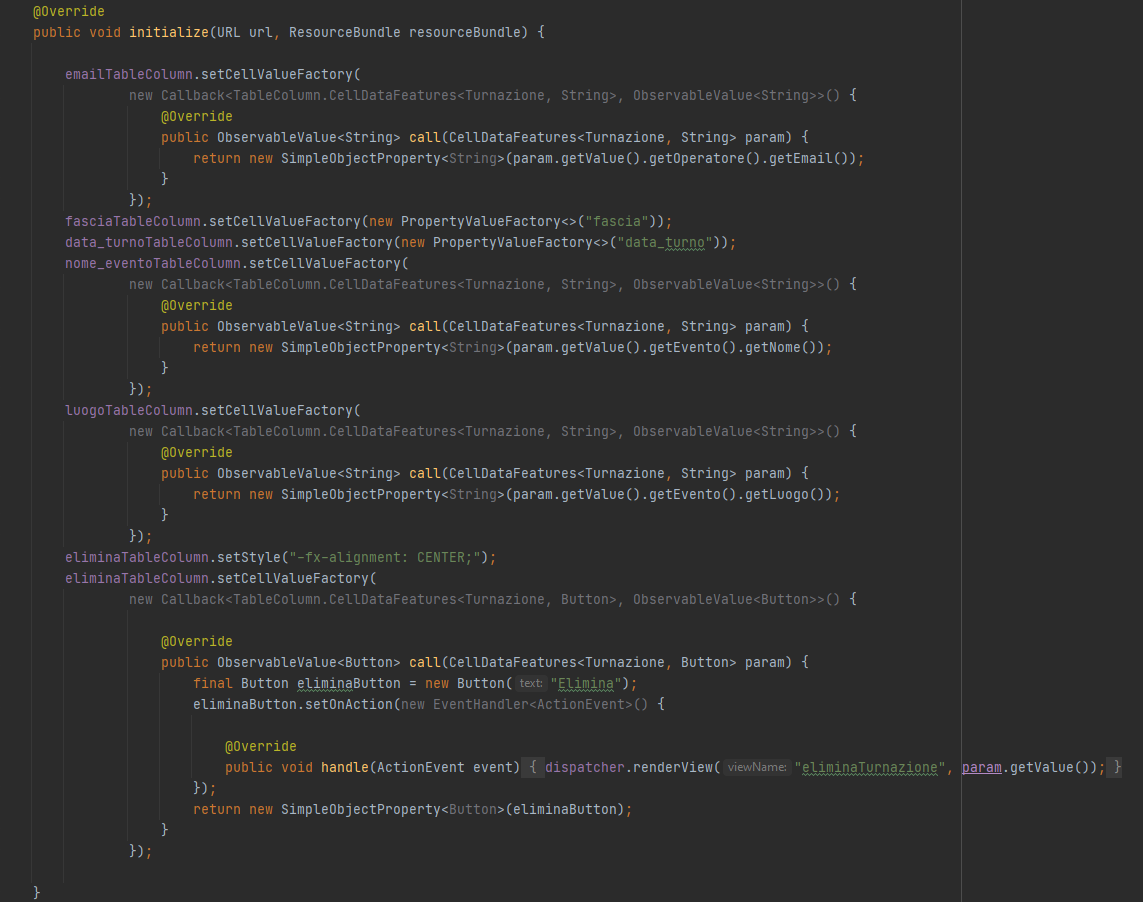 @Override
public void initialize(URL url, ResourceBundle resourceBundle) {
emailTableColumn.setCellValueFactory(
new Callback<TableColumn.CellDataFeatures<Turnazione, String>, ObservableValue<String>>() {
@Override
public ObservableValue<String> call(CellDataFeatures<Turnazione, String> param) {
return new SimpleObjectProperty<String>(param.getValue().getOperatore().getEmail());
}
});
fasciaTableColumn.setCellValueFactory(new PropertyValueFactory<>("fascia"));
data_turnoTableColumn.setCellValueFactory(new PropertyValueFactory<>("data_turno"));
nome_eventoTableColumn.setCellValueFactory(
new Callback<TableColumn.CellDataFeatures<Turnazione, String>, ObservableValue<String>>() {
@Override
public ObservableValue<String> call(CellDataFeatures<Turnazione, String> param) {
return new SimpleObjectProperty<String>(param.getValue().getEvento().getNome());
}
});
luogoTableColumn.setCellValueFactory(
new Callback<TableColumn.CellDataFeatures<Turnazione, String>, ObservableValue<String>>() {
@Override
public ObservableValue<String> call(CellDataFeatures<Turnazione, String> param) {
return new SimpleObjectProperty<String>(param.getValue().getEvento().getLuogo());
}
});
eliminaTableColumn.setStyle("-fx-alignment: CENTER;");
eliminaTableColumn.setCellValueFactory(
new Callback<TableColumn.CellDataFeatures<Turnazione, Button>, ObservableValue<Button>>() {
@Override
public ObservableValue<Button> call(CellDataFeatures<Turnazione, Button> param) {
final Button eliminaButton = new Button( text: "Elimina");
eliminaButton.setOnAction(new EventHandler<ActionEvent>() {
@Override
public void handle(ActionEvent event) { dispatcher.renderView( viewName: "eliminaTurnazione", param.getValue()); }
});
return new SimpleObjectProperty<Button>(eliminaButton);
}
});
}